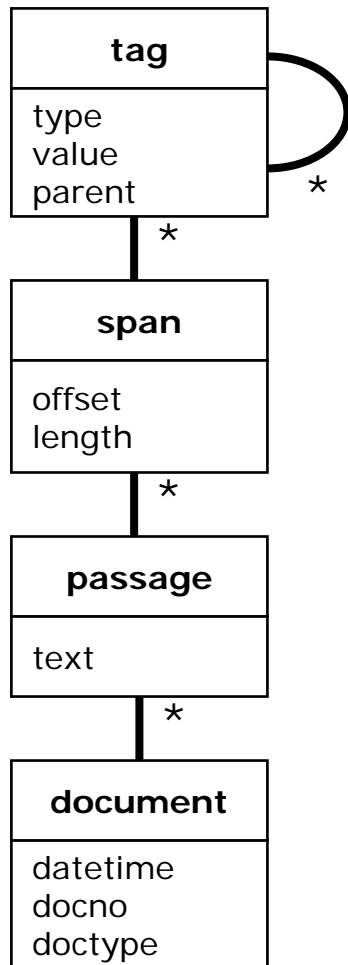 tag
type
value
parent
*
*
span
offset
length
*
passage
text
*
document
datetime
docno
doctype